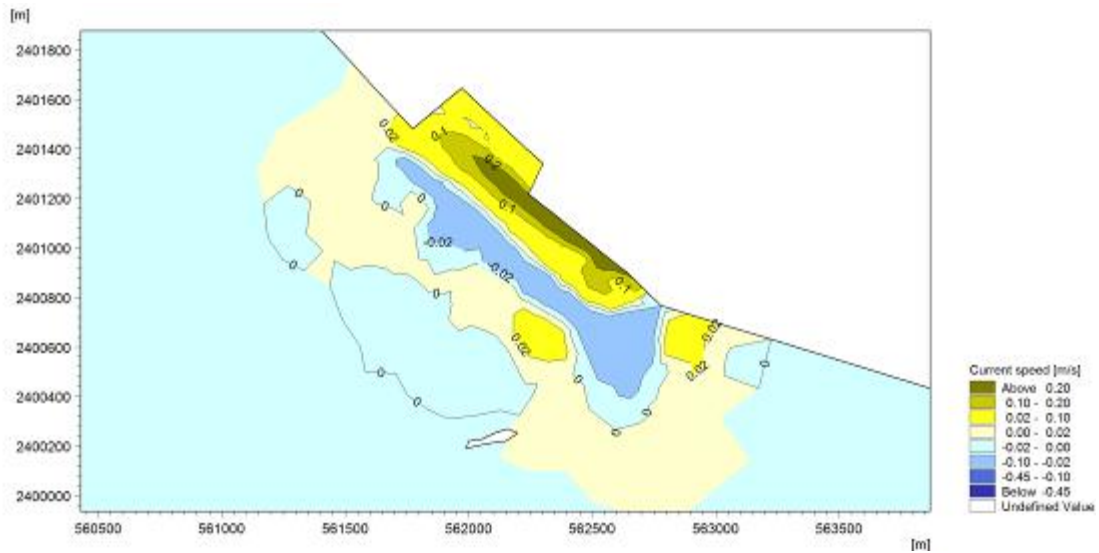 [m]
2401800
2401600
2401400
2401200
2401000
2400800
2400600
2400400
2400200
2400000
560500 561000 561500 562000 562500 563000 563500
[m]
0.02
0.1
0.2
0.1
0.1
0
0
0
0
-0.02
-0.02
0
0.02
0.02
0.02
0
0
0
0
0
0
Current speed [m/s]
Above 0.20
0.10 - 0.20
0.02 - 0.10
0.00 - 0.02
-0.02 - 0.00
-0.10 - -0.02
-0.45 - -0.10
Below -0.45
Undefined Value